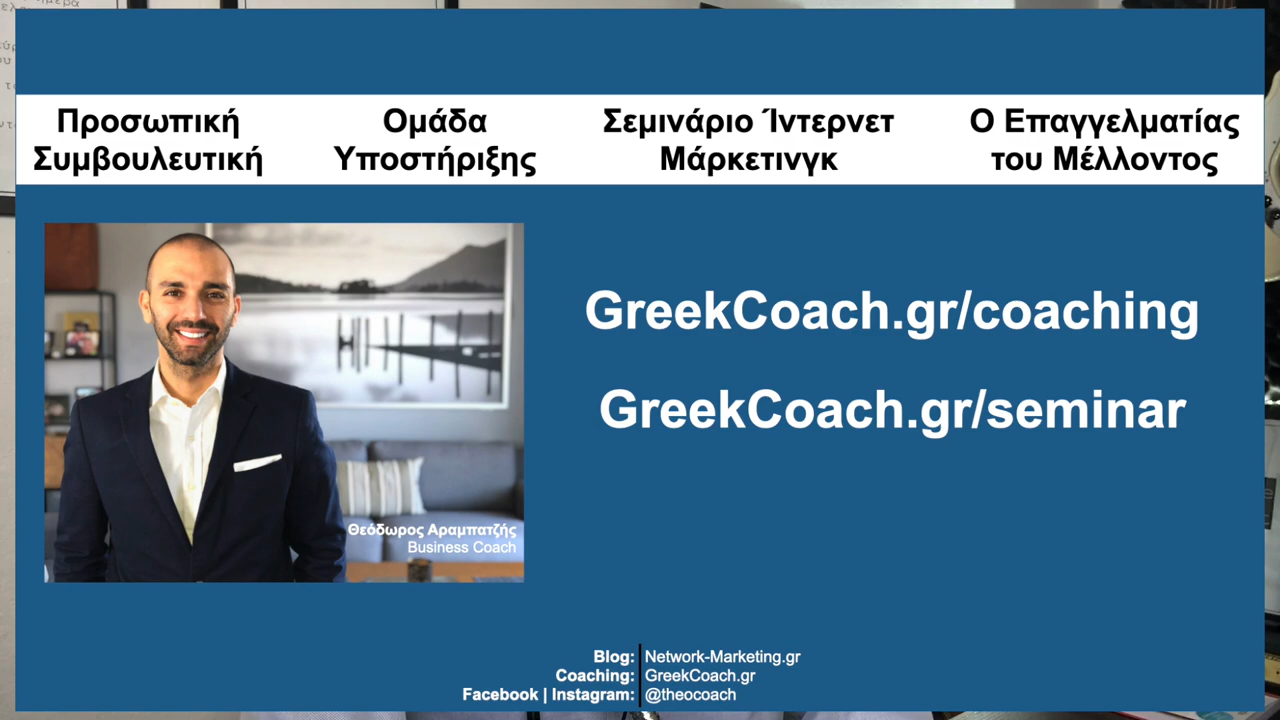 Προσωπική
Συμβουλευτική
Ομάδα
Υποστήριξης
Σεμινάριο Ίντερνετ
Μάρκετινγκ
Ο Επαγγελματίας
του Μέλλοντος
GreekCoach.gr/coaching
GreekCoach.gr/seminar
Θεόδωρος Αραμπατζής
Business Coach
Blog: Network-Marketing.gr
Coaching: GreekCoach.gr
Facebook | Instagram: @theocoach